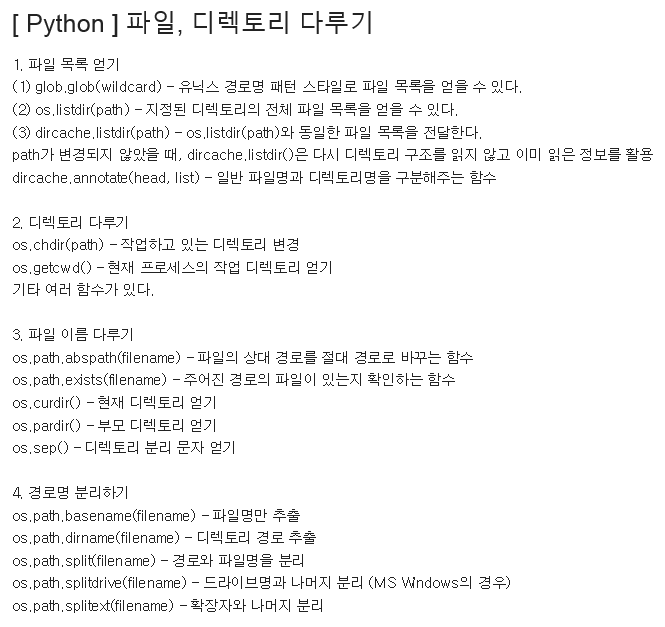 [ Python ] 파일, 디렉토리 다루기
1. 파일 목록 얻기
(1) glob.glob(wildcard) - 유닉스 경로명 패턴 스타일로 파일 목록을 얻을 수 있다.
(2) os.listdir(path) - 지정된 디렉토리의 전체 파일 목록을 얻을 수 있다.
(3) dircache.listdir(path) - os.listdir(path)와 동일한 파일 목록을 전달한다.
path가 변경되지 않았을 때, dircache.listdir()은 다시 디렉토리 구조를 읽지 않고 이미 읽은 정보를 활용
dircache.annotate(head, list) - 일반 파일명과 디렉토리명을 구분해주는 함수
2. 디렉토리 다루기
os.chdir(path) - 작업하고 있는 디렉토리 변경
os.getcwd() - 현재 프로세스의 작업 디렉토리 얻기
기타 여러 함수가 있다.
3. 파일 이름 다루기
os.path.abspath(filename) - 파일의 상대 경로를 절대 경로로 바꾸는 함수
os.path.exists(filename) - 주어진 경로의 파일이 있는지 확인하는 함수
os.curdir() - 현재 디렉토리 얻기
os.pardir() - 부모 디렉토리 얻기
os.sep() - 디렉토리 분리 문자 얻기
4. 경로명 분리하기
os.path.basename(filename) - 파일명만 추출
os.path.dirname(filename) - 디렉토리 경로 추출
os.path.split(filename) - 경로와 파일명을 분리
os.path.splitdrive(filename) - 드라이브명과 나머지 분리 (MS Windows의 경우)
os.path.splitext(filename) - 확장자와 나머지 분리